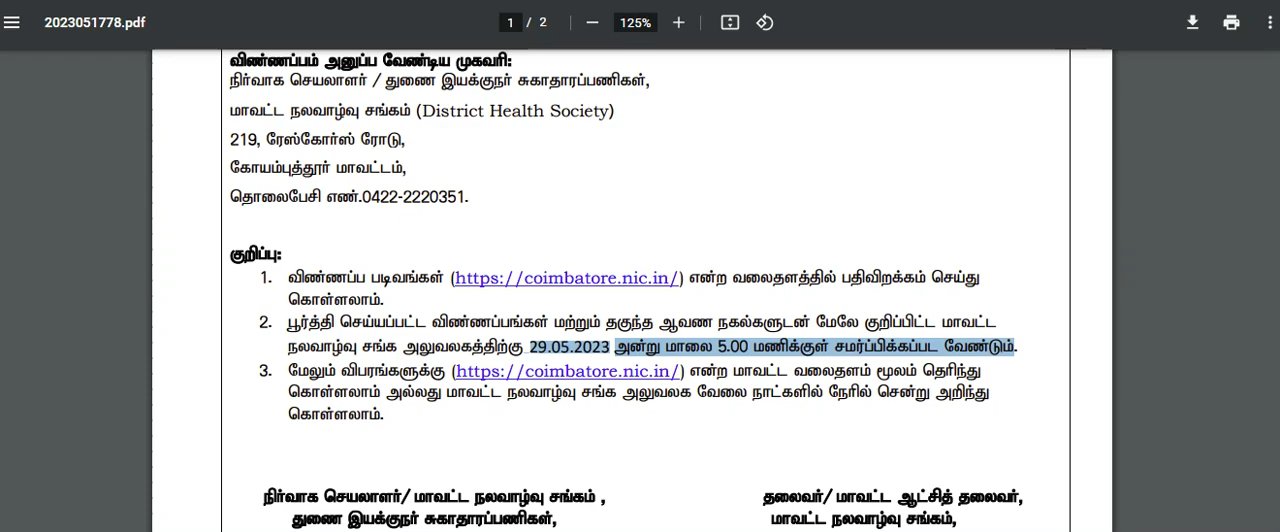 2023051778.pdf
1 / 2
125%
விண்ணப்பம் அனுப்ப வேண்டிய முகவரி:
நிர்வாக செயலாளர் / துணை இயக்குநர் சுகாதாரப்பணிகள்,
மாவட்ட நலவாழ்வு சங்கம் (District Health Society)
219, ரேஸ்கோர்ஸ் ரோடு,
கோயம்புத்தூர் மாவட்டம்,
தொலைபேசி எண்.0422-2220351.
குறிப்பு:
1. விண்ணப்ப படிவங்கள் (https://coimbatore.nic.in/) என்ற வலைதளத்தில் பதிவிறக்கம் செய்து
கொள்ளலாம்.
2. பூர்த்தி செய்யப்பட்ட விண்ணப்பங்கள் மற்றும் தகுந்த ஆவண நகல்களுடன் மேலே குறிப்பிட்ட மாவட்ட
நலவாழ்வு சங்க அலுவலகத்திற்கு 29.05.2023 அன்று மாலை 5.00 மணிக்குள் சமர்ப்பிக்கப்பட வேண்டும்.
3. மேலும் விபரங்களுக்கு (https://coimbatore.nic.in/) என்ற மாவட்ட வலைதளம் மூலம் தெரிந்து
கொள்ளலாம் அல்லது மாவட்ட நலவாழ்வு சங்க அலுவலக வேலை நாட்களில் நேரில் சென்று அறிந்து
கொள்ளலாம்.
நிர்வாக செயலாளர்/ மாவட்ட நலவாழ்வு சங்கம் , தலைவர்/ மாவட்ட ஆட்சித் தலைவர்,
துணை இயக்குநர் சுகாதாரப்பணிகள், மாவட்ட நலவாழ்வு சங்கம்,